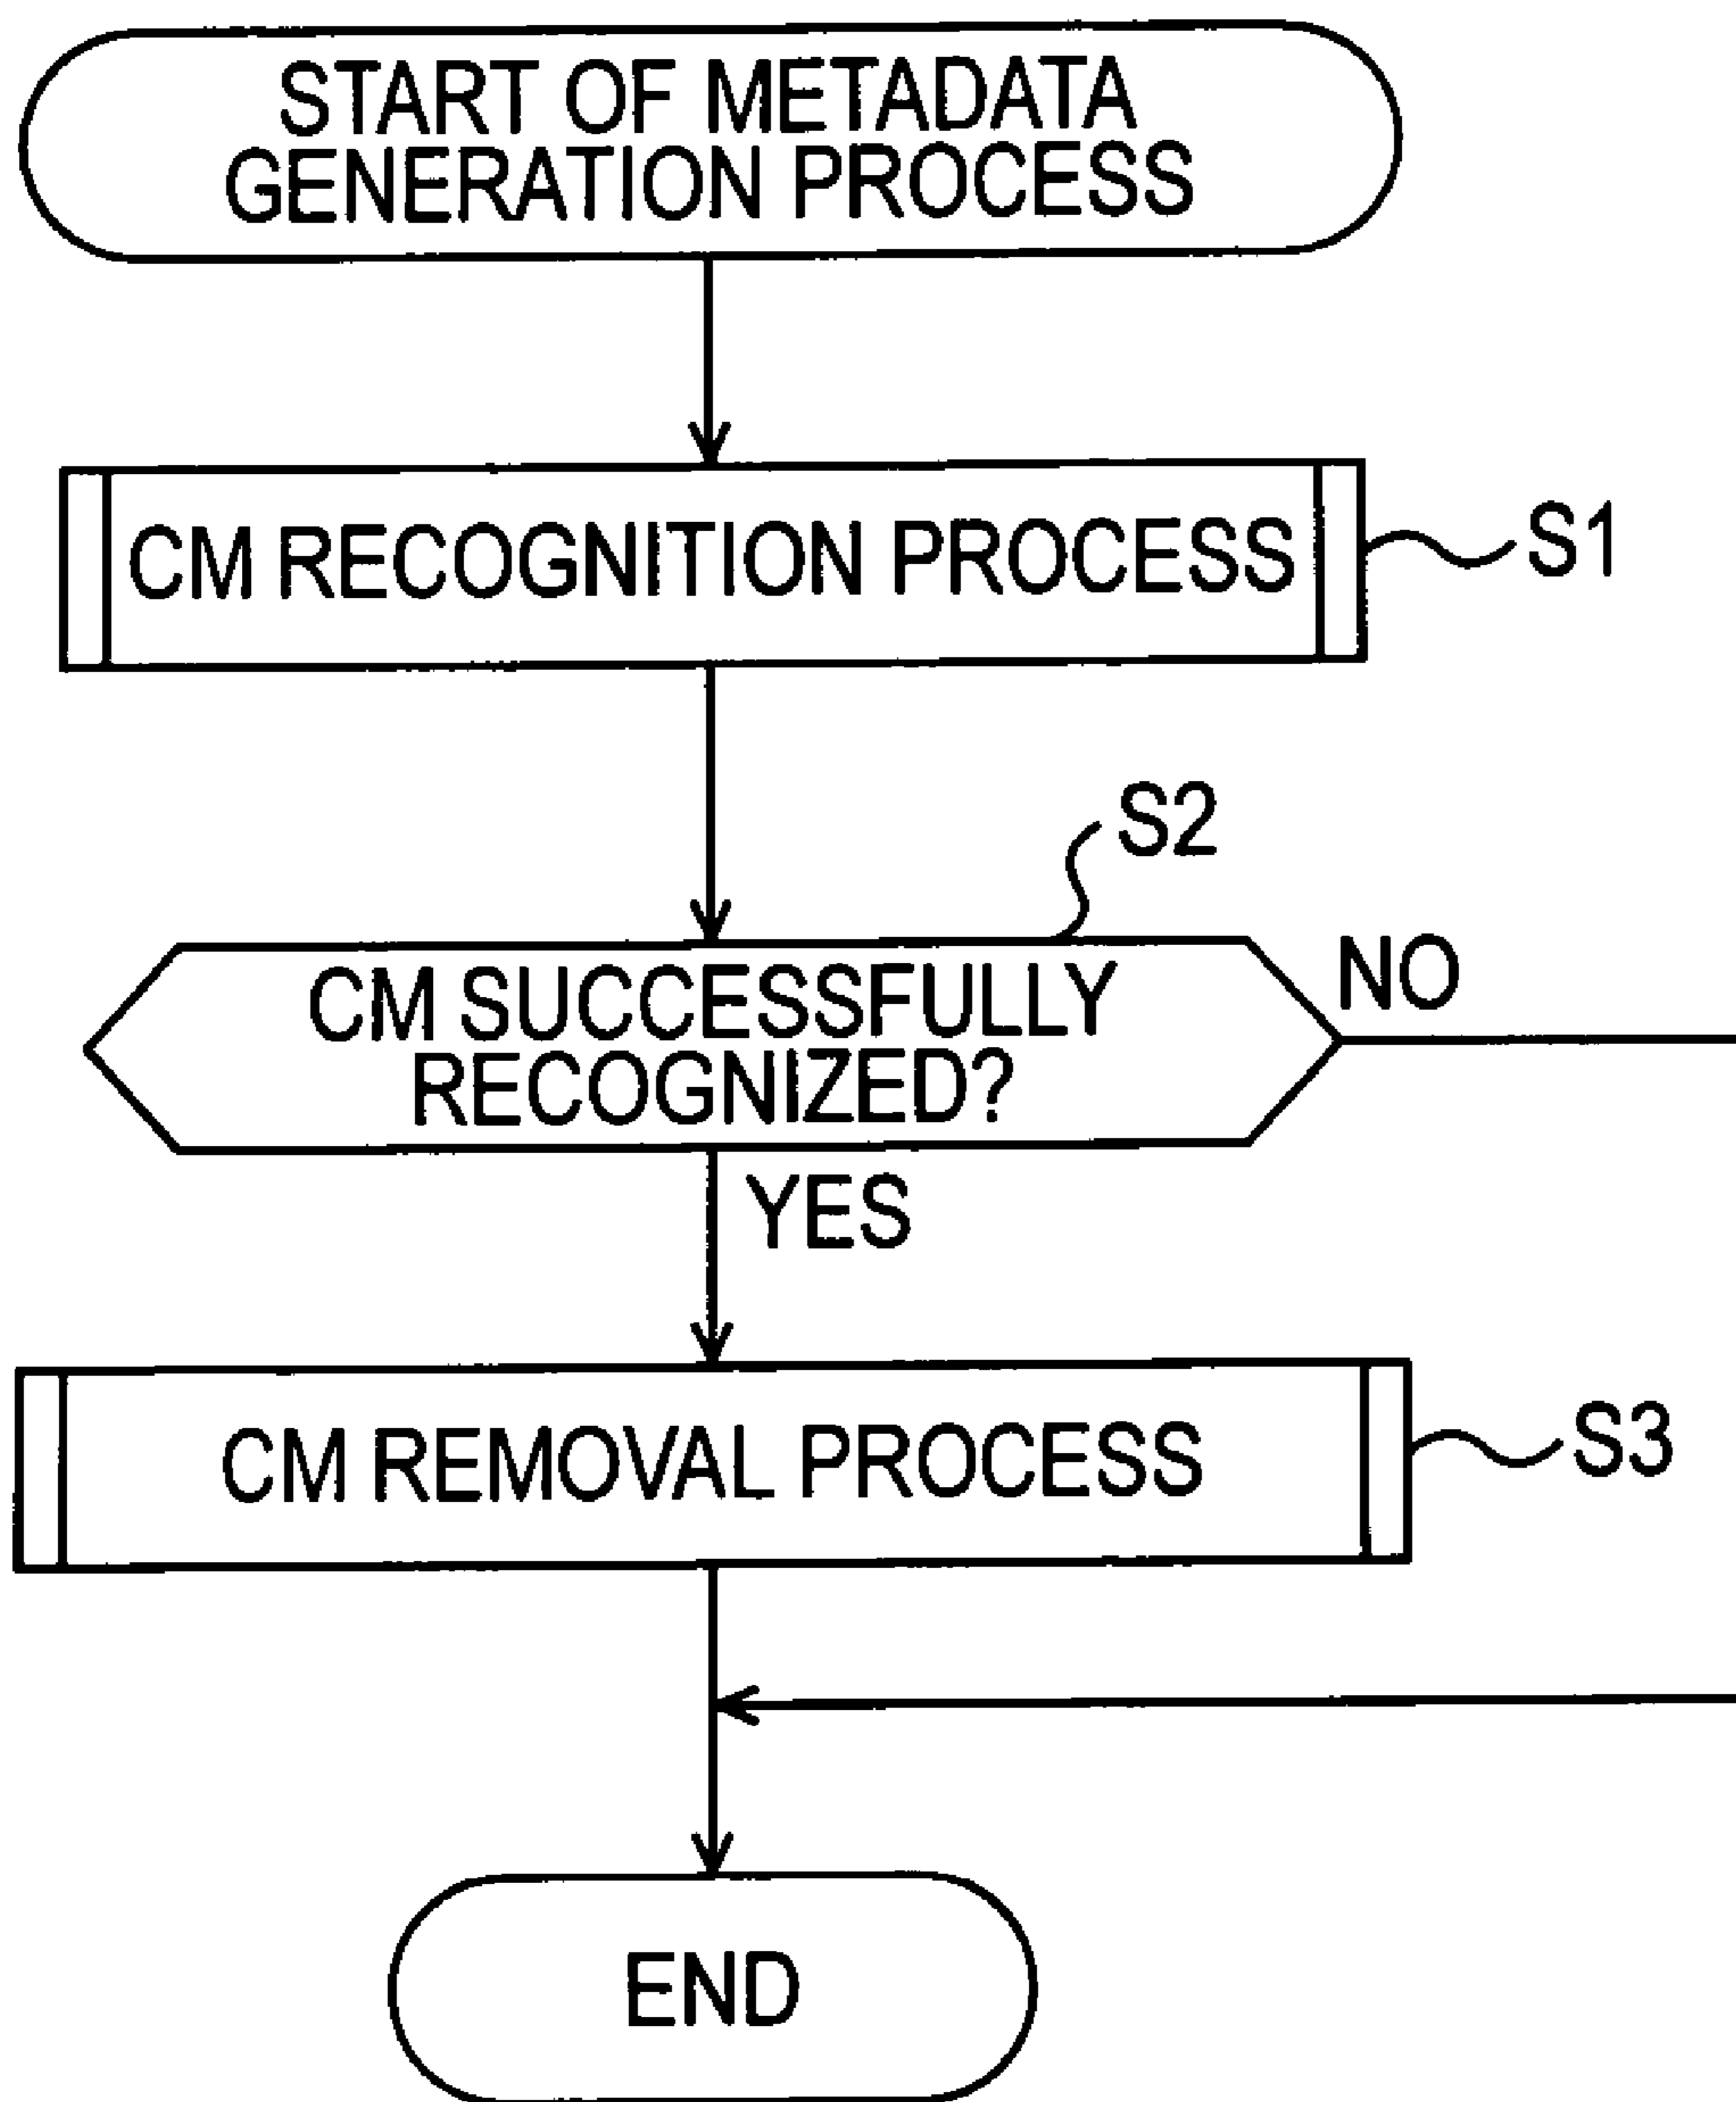 START OF METADATA
GENERATION PROCESS
CM RECOGNITION PROCESS
S1
S2
CM SUCCESSFULLY
RECOGNIZED?
NO
YES
CM REMOVAL PROCESS
S3
END